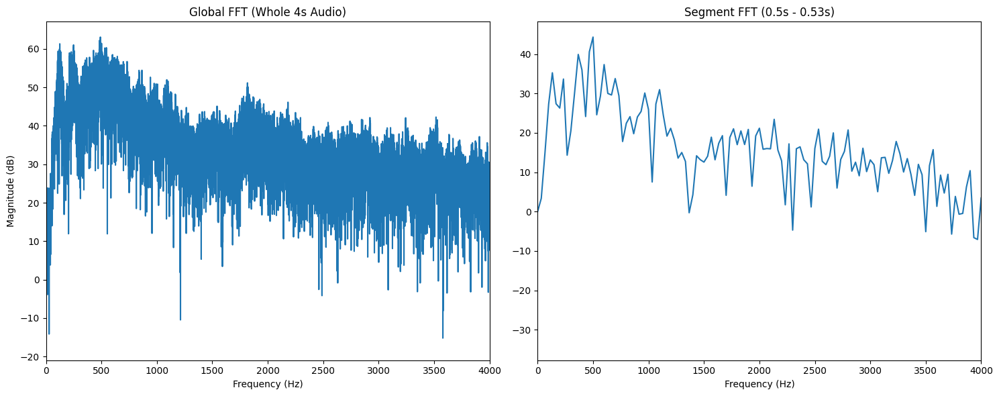 Global FFT (Whole 4s Audio)
Magnitude (dB)
60
50
40
30
20
10
0
−10
−20
0 500 1000 1500 2000 2500 3000 3500 4000
Frequency (Hz)
Segment FFT (0.5s - 0.53s)
40
30
20
10
0
−10
−20
−30
0 500 1000 1500 2000 2500 3000 3500 4000
Frequency (Hz)